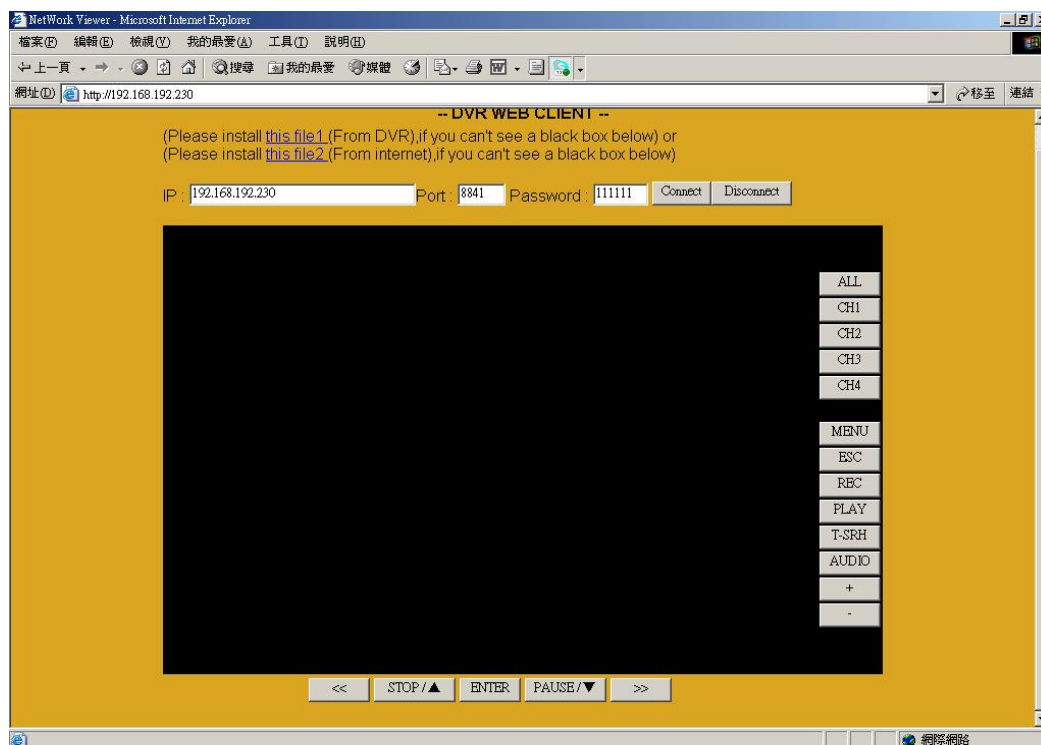 NetWork Viewer - Microsoft Internet Explorer
檔案(F) 編輯(E) 檢視(V) 我的最愛(A) 工具(T) 說明(H)
上一頁 搜尋 我的最愛 媒體
網址(D) http://192.168.192.230 移至 連結
-- DVR WEB CLIENT --
(Please install this file1 (From DVR),if you can't see a black box below) or
(Please install this file2 (From internet),if you can't see a black box below)
IP : 192.168.192.230 Port : 8841 Password : 111111 Connect Disconnect
ALL
CH1
CH2
CH3
CH4
MENU
ESC
REC
PLAY
T-SRH
AUDIO
+
-
<< STOP/▲ ENTER PAUSE/▼ >>
網際網路